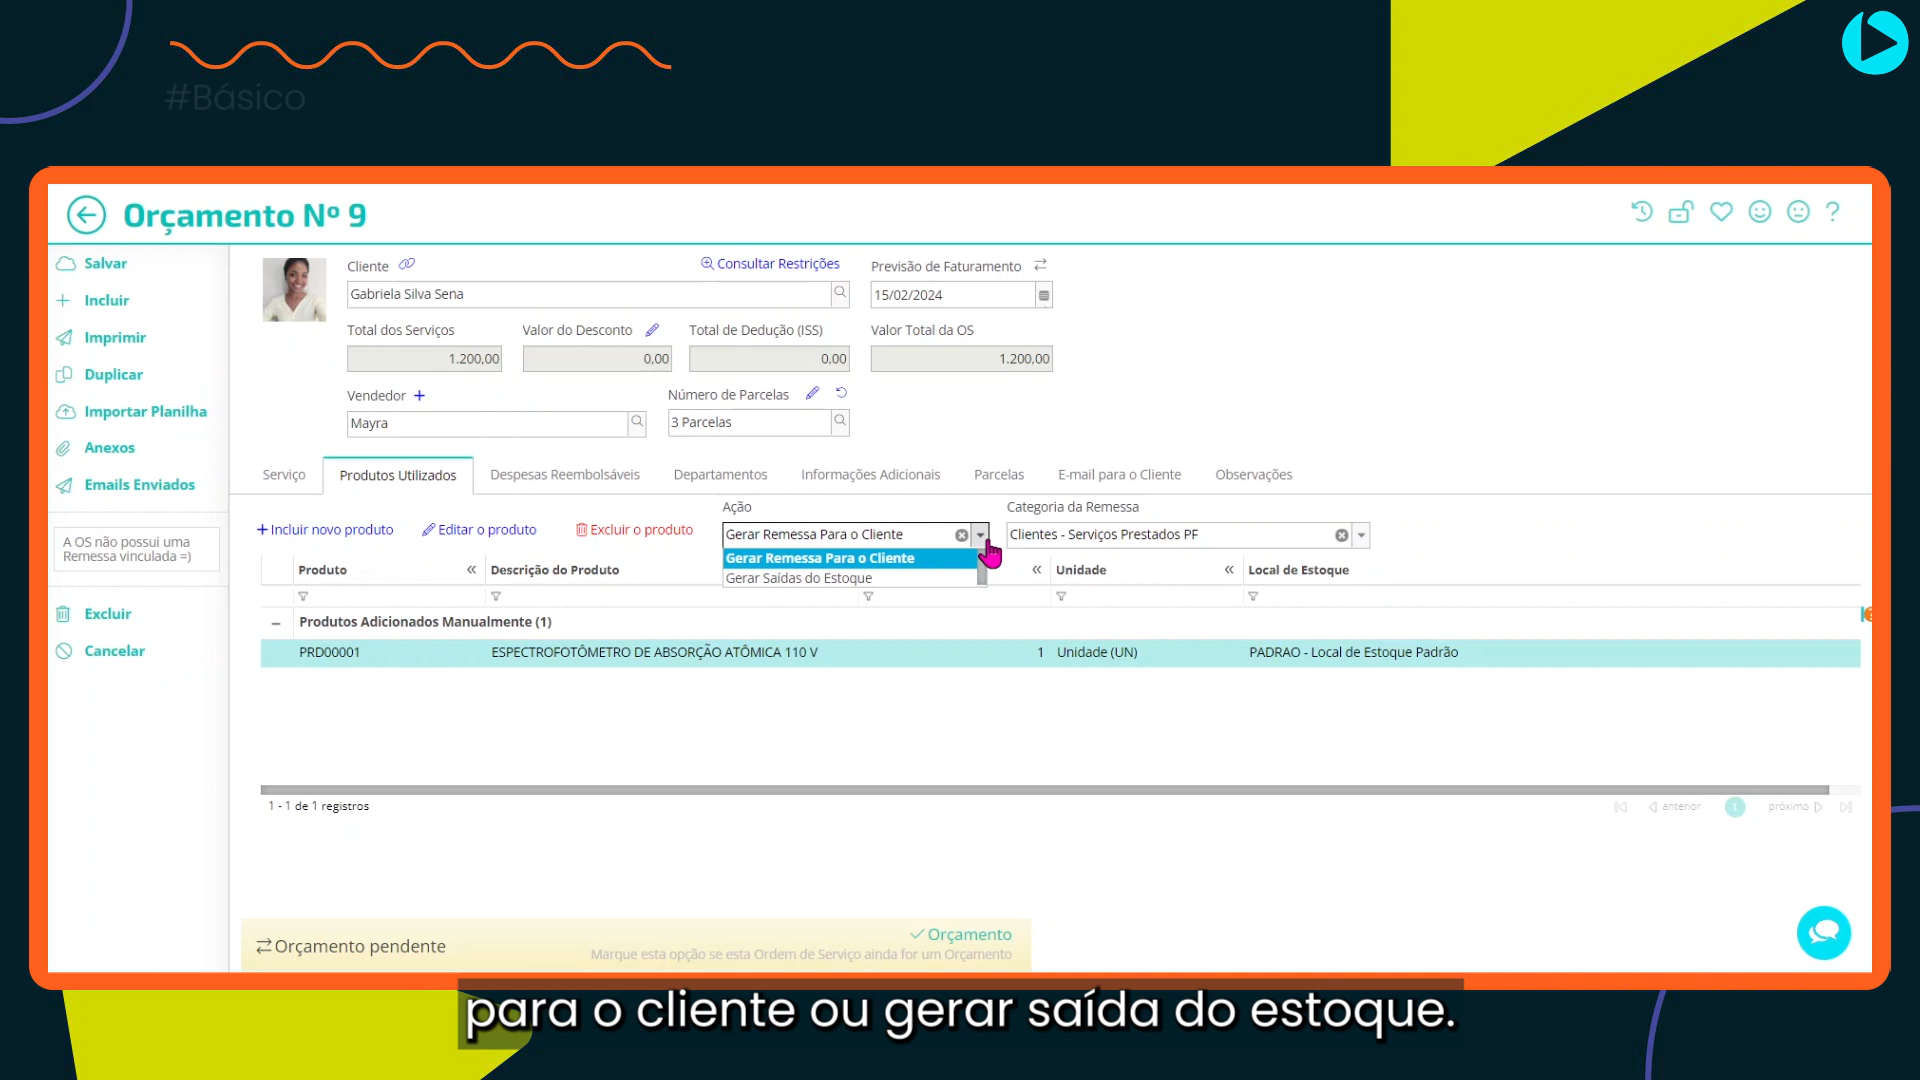 #Básico
Orçamento Nº 9
Salvar
Incluir
Imprimir
Duplicar
Importar Planilha
Anexos
Emails Enviados
A OS não possui uma
Remessa vinculada =)
Excluir
Cancelar
Cliente
Consultar Restrições
Previsão de Faturamento
Gabriela Silva Sena
15/02/2024
Total dos Serviços
Valor do Desconto
Total de Dedução (ISS)
Valor Total da OS
1.200,00
0,00
0,00
1.200,00
Vendedor
Número de Parcelas
Mayra
3 Parcelas
Serviço
Produtos Utilizados
Despesas Reembolsáveis
Departamentos
Informações Adicionais
Parcelas
E-mail para o Cliente
Observações
Ação
Categoria da Remessa
Incluir novo produto
Editar o produto
Excluir o produto
Gerar Remessa Para o Cliente
Clientes - Serviços Prestados PF
Gerar Remessa Para o Cliente
Gerar Saídas do Estoque
Produto
Descrição do Produto
Unidade
Local de Estoque
Produtos Adicionados Manualmente (1)
PRD00001
ESPECTROFOTÔMETRO DE ABSORÇÃO ATÔMICA 110 V
1
Unidade (UN)
PADRAO - Local de Estoque Padrão
1 - 1 de 1 registros
anterior
1
próximo
Orçamento pendente
Orçamento
Marque esta opção se esta Ordem de Serviço ainda for um Orçamento
para o cliente ou gerar saída do estoque.